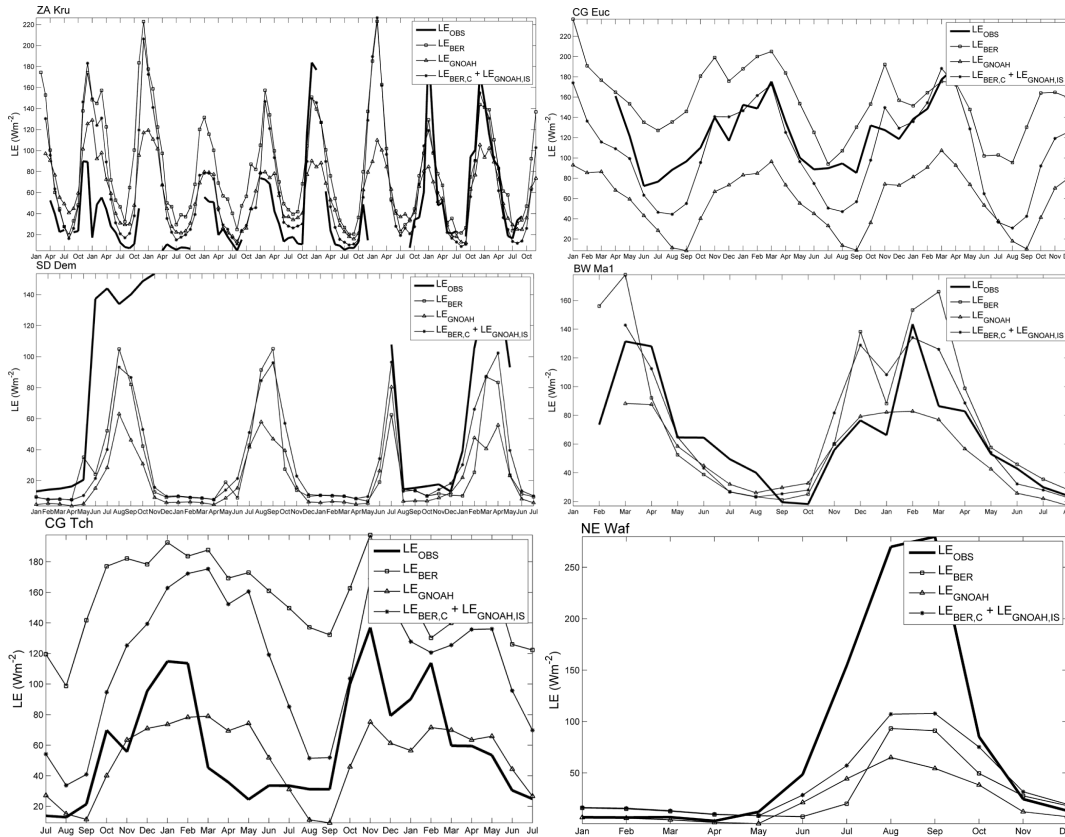 ZA Kru
LE (Wm⁻²)
220
200
180
160
140
120
100
80
60
40
20
Jan Apr Jul Oct Jan Apr Jul Oct Jan Apr Jul Oct Jan Apr Jul Oct Jan Apr Jul Oct Jan Apr Jul Oct Jan Apr Jul Oct Jan Apr Jul Oct Jan Apr Jul Oct
LE_OBS
LE_BER
LE_GNOAH
LE_BER,C + LE_GNOAH,IS
CG Euc
LE (Wm⁻²)
220
200
180
160
140
120
100
80
60
40
20
Jan Feb Mar Apr May Jun Jul Aug Sep Oct Nov Dec Jan Feb Mar Apr May Jun Jul Aug Sep Oct Nov Dec Jan Feb Mar Apr May Jun Jul Aug Sep Oct Nov D
LE_OBS
LE_BER
LE_GNOAH
LE_BER,C + LE_GNOAH,IS
SD Dem
LE (Wm⁻²)
140
120
100
80
60
40
20
Jan Feb Mar Apr May Jun Jul Aug Sep Oct Nov Dec Jan Feb Mar Apr May Jun Jul Aug Sep Oct Nov Dec Jan Feb Mar Apr May Jun Jul Aug Sep Oct Nov Dec Jan Feb Mar Apr May Jun Jul
LE_OBS
LE_BER
LE_GNOAH
LE_BER,C + LE_GNOAH,IS
BW Ma1
LE (Wm⁻²)
160
140
120
100
80
60
40
20
Jan Feb Mar Apr May Jun Jul Aug Sep Oct Nov Dec Jan Feb Mar Apr May Jun Jul A
LE_OBS
LE_BER
LE_GNOAH
LE_BER,C + LE_GNOAH,IS
CG Tch
LE (Wm⁻²)
180
160
140
120
100
80
60
40
20
Jul Aug Sep Oct Nov Dec Jan Feb Mar Apr May Jun Jul Aug Sep Oct Nov Dec Jan Feb Mar Apr May Jun Jul
LE_OBS
LE_BER
LE_GNOAH
LE_BER,C + LE_GNOAH,IS
NE Waf
LE (Wm⁻²)
250
200
150
100
50
Jan Feb Mar Apr May Jun Jul Aug Sep Oct Nov D
LE_OBS
LE_BER
LE_GNOAH
LE_BER,C + LE_GNOAH,IS